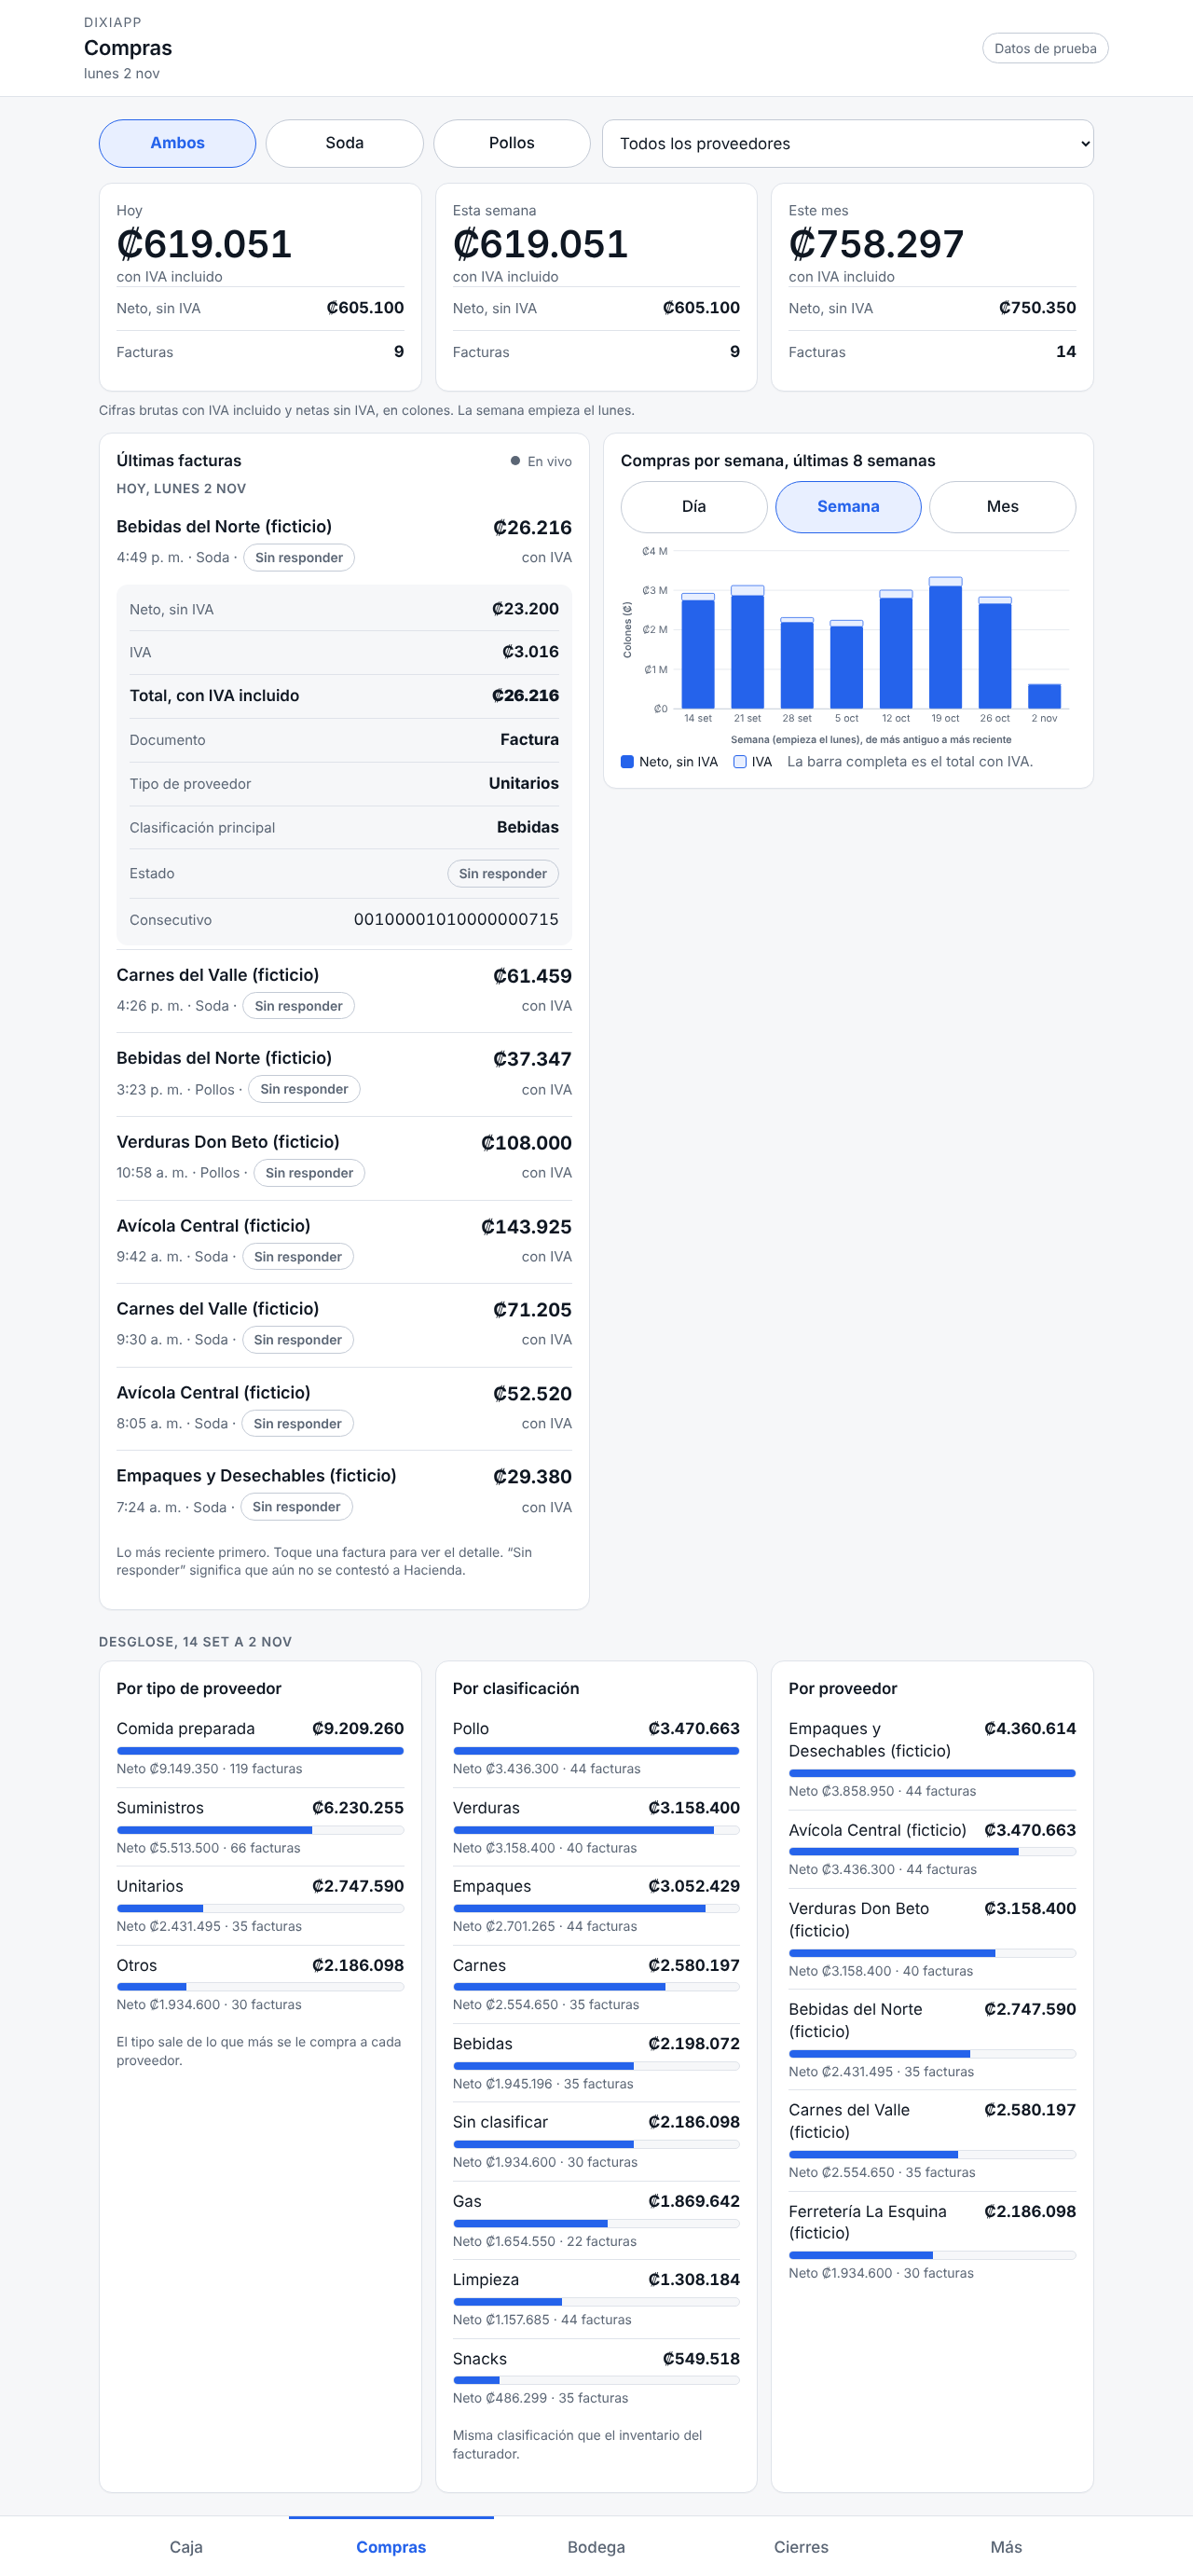 DIXIAPP
Compras
lunes 2 nov
Datos de prueba
Ambos
Soda
Pollos
Todos los proveedores
Hoy
₡619.051
con IVA incluido
Neto, sin IVA ₡605.100
Facturas 9
Esta semana
₡619.051
con IVA incluido
Neto, sin IVA ₡605.100
Facturas 9
Este mes
₡758.297
con IVA incluido
Neto, sin IVA ₡750.350
Facturas 14
Cifras brutas con IVA incluido y netas sin IVA, en colones. La semana empieza el lunes.
Últimas facturas En vivo
HOY, LUNES 2 NOV
Bebidas del Norte (ficticio) ₡26.216
4:49 p. m. · Soda · Sin responder con IVA
Neto, sin IVA ₡23.200
IVA ₡3.016
Total, con IVA incluido ₡26.216
Documento Factura
Tipo de proveedor Unitarios
Clasificación principal Bebidas
Estado Sin responder
Consecutivo 00100001010000000715
Carnes del Valle (ficticio) ₡61.459
4:26 p. m. · Soda · Sin responder con IVA
Bebidas del Norte (ficticio) ₡37.347
3:23 p. m. · Pollos · Sin responder con IVA
Verduras Don Beto (ficticio) ₡108.000
10:58 a. m. · Pollos · Sin responder con IVA
Avícola Central (ficticio) ₡143.925
9:42 a. m. · Soda · Sin responder con IVA
Carnes del Valle (ficticio) ₡71.205
9:30 a. m. · Soda · Sin responder con IVA
Avícola Central (ficticio) ₡52.520
8:05 a. m. · Soda · Sin responder con IVA
Empaques y Desechables (ficticio) ₡29.380
7:24 a. m. · Soda · Sin responder con IVA
Lo más reciente primero. Toque una factura para ver el detalle. “Sin
responder” significa que aún no se contestó a Hacienda.
Compras por semana, últimas 8 semanas
Día
Semana
Mes
Colones (₡)
₡4 M
₡3 M
₡2 M
₡1 M
₡0
14 set 21 set 28 set 5 oct 12 oct 19 oct 26 oct 2 nov
Semana (empieza el lunes), de más antiguo a más reciente
Neto, sin IVA IVA La barra completa es el total con IVA.
DESGLOSE, 14 SET A 2 NOV
Por tipo de proveedor
Comida preparada ₡9.209.260
Neto ₡9.149.350 · 119 facturas
Suministros ₡6.230.255
Neto ₡5.513.500 · 66 facturas
Unitarios ₡2.747.590
Neto ₡2.431.495 · 35 facturas
Otros ₡2.186.098
Neto ₡1.934.600 · 30 facturas
El tipo sale de lo que más se le compra a cada
proveedor.
Por clasificación
Pollo ₡3.470.663
Neto ₡3.436.300 · 44 facturas
Verduras ₡3.158.400
Neto ₡3.158.400 · 40 facturas
Empaques ₡3.052.429
Neto ₡2.701.265 · 44 facturas
Carnes ₡2.580.197
Neto ₡2.554.650 · 35 facturas
Bebidas ₡2.198.072
Neto ₡1.945.196 · 35 facturas
Sin clasificar ₡2.186.098
Neto ₡1.934.600 · 30 facturas
Gas ₡1.869.642
Neto ₡1.654.550 · 22 facturas
Limpieza ₡1.308.184
Neto ₡1.157.685 · 44 facturas
Snacks ₡549.518
Neto ₡486.299 · 35 facturas
Misma clasificación que el inventario del
facturador.
Por proveedor
Empaques y ₡4.360.614
Desechables (ficticio)
Neto ₡3.858.950 · 44 facturas
Avícola Central (ficticio) ₡3.470.663
Neto ₡3.436.300 · 44 facturas
Verduras Don Beto ₡3.158.400
(ficticio)
Neto ₡3.158.400 · 40 facturas
Bebidas del Norte ₡2.747.590
(ficticio)
Neto ₡2.431.495 · 35 facturas
Carnes del Valle ₡2.580.197
(ficticio)
Neto ₡2.554.650 · 35 facturas
Ferretería La Esquina ₡2.186.098
(ficticio)
Neto ₡1.934.600 · 30 facturas
Caja
Compras
Bodega
Cierres
Más